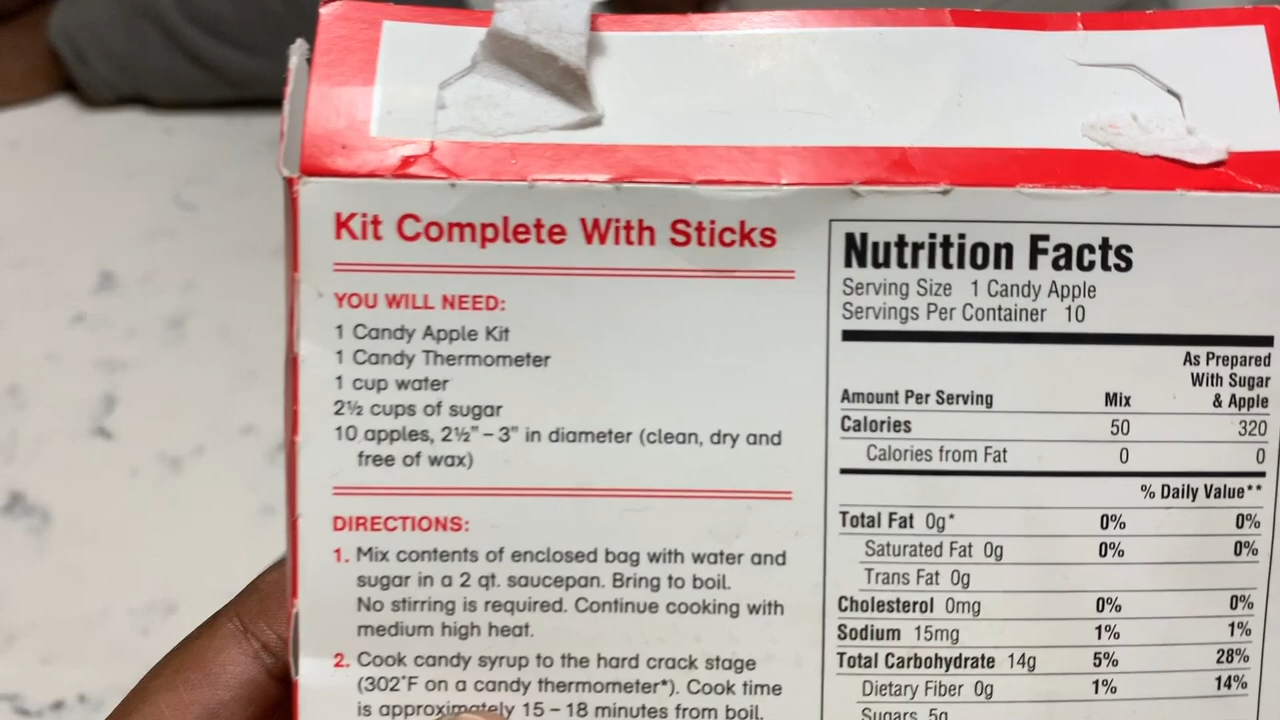 Kit Complete With Sticks
YOU WILL NEED:
1 Candy Apple Kit
1 Candy Thermometer
1 cup water
2½ cups of sugar
10 apples, 2½" – 3" in diameter (clean, dry and
free of wax)
DIRECTIONS:
1. Mix contents of enclosed bag with water and
sugar in a 2 qt. saucepan. Bring to boil.
No stirring is required. Continue cooking with
medium high heat.
2. Cook candy syrup to the hard crack stage
(302°F on a candy thermometer*). Cook time
is approximately 15 – 18 minutes from boil.
Nutrition Facts
Serving Size 1 Candy Apple
Servings Per Container 10
As Prepared
With Sugar
Amount Per Serving Mix & Apple
Calories 50 320
Calories from Fat 0 0
% Daily Value**
Total Fat 0g* 0% 0%
Saturated Fat 0g 0% 0%
Trans Fat 0g
Cholesterol 0mg 0% 0%
Sodium 15mg 1% 1%
Total Carbohydrate 14g 5% 28%
Dietary Fiber 0g 1% 14%
Sugars 5g